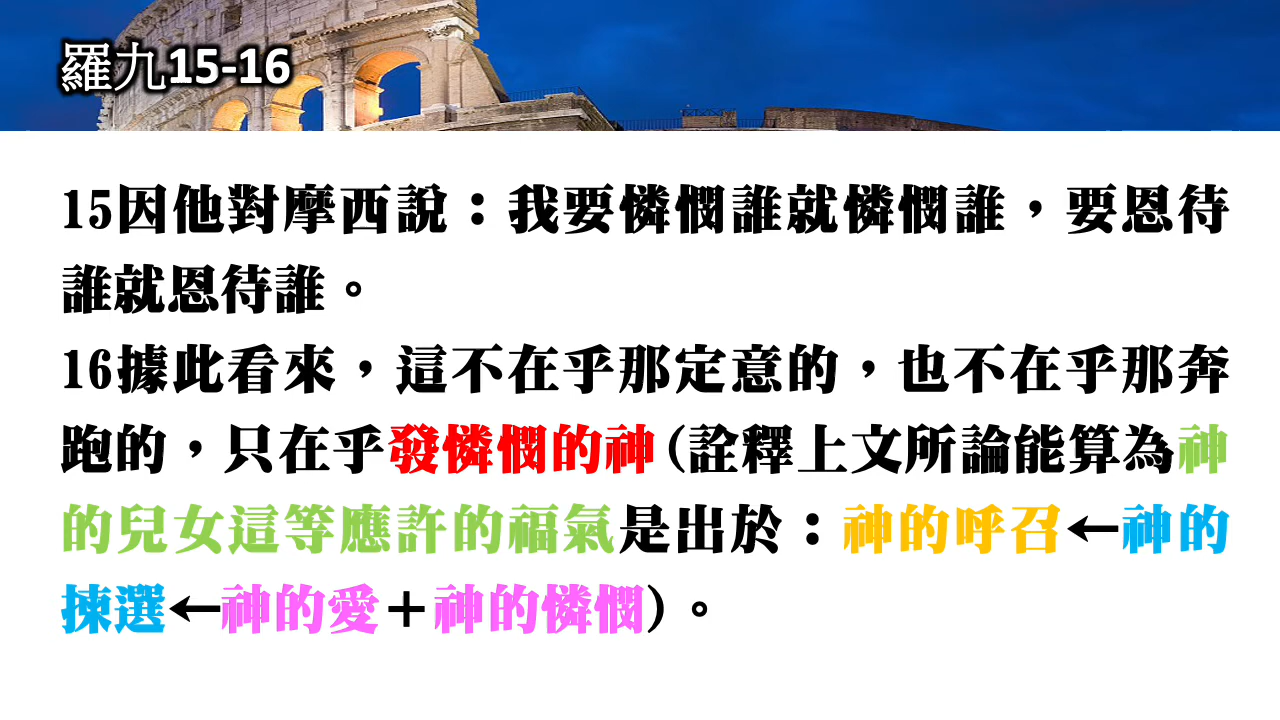 羅九15-16
15因他對摩西說：我要憐憫誰就憐憫誰，要恩待
誰就恩待誰。
16據此看來，這不在乎那定意的，也不在乎那奔
跑的，只在乎發憐憫的神(詮釋上文所論能算為神
的兒女這等應許的福氣是出於：神的呼召←神的
揀選←神的愛＋神的憐憫)。